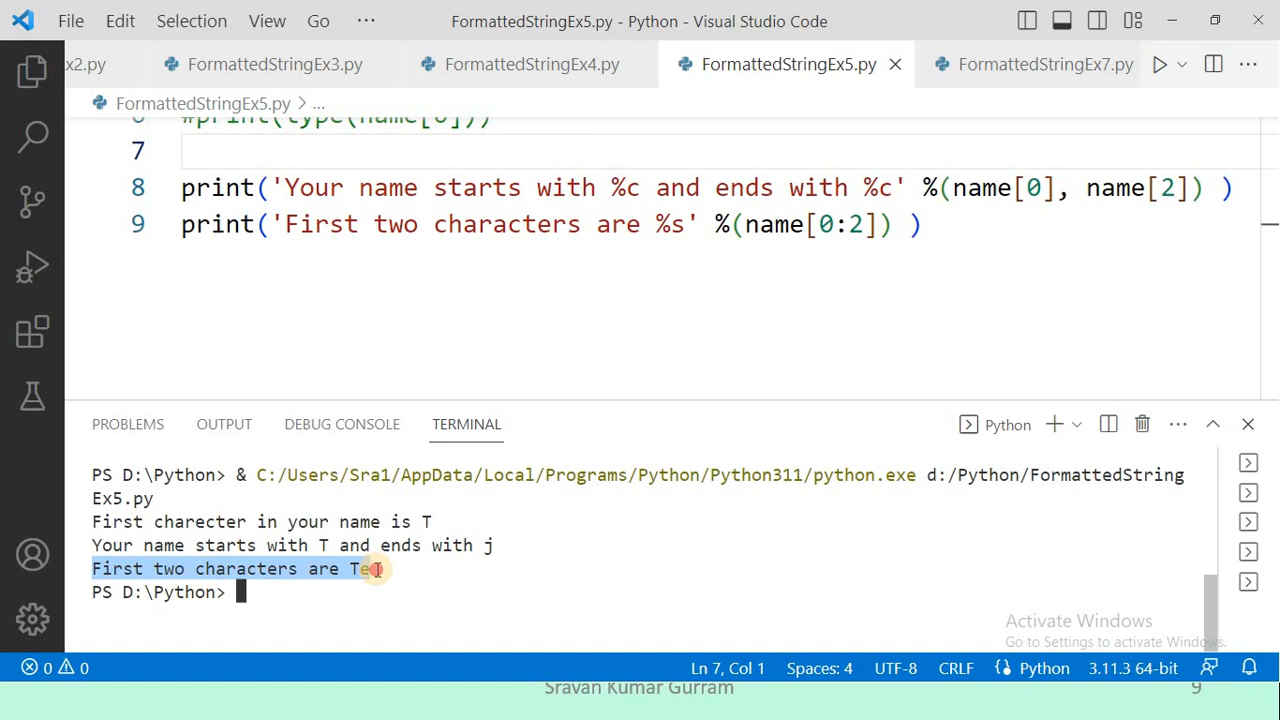 File Edit Selection View Go ··· FormattedStringEx5.py - Python - Visual Studio Code
Ex2.py FormattedStringEx3.py FormattedStringEx4.py FormattedStringEx5.py FormattedStringEx7.py
FormattedStringEx5.py > ...
6 #print(type(name[0]))
7
8 print('Your name starts with %c and ends with %c' %(name[0], name[2]) )
9 print('First two characters are %s' %(name[0:2]) )
PROBLEMS OUTPUT DEBUG CONSOLE TERMINAL Python
PS D:\Python> & C:/Users/Sra1/AppData/Local/Programs/Python/Python311/python.exe d:/Python/FormattedString
Ex5.py
First charecter in your name is T
Your name starts with T and ends with j
First two characters are Te
PS D:\Python>
Activate Windows
Go to Settings to activate Windows.
0 0 Ln 7, Col 1 Spaces: 4 UTF-8 CRLF Python 3.11.3 64-bit
Sravan Kumar Gurram 9